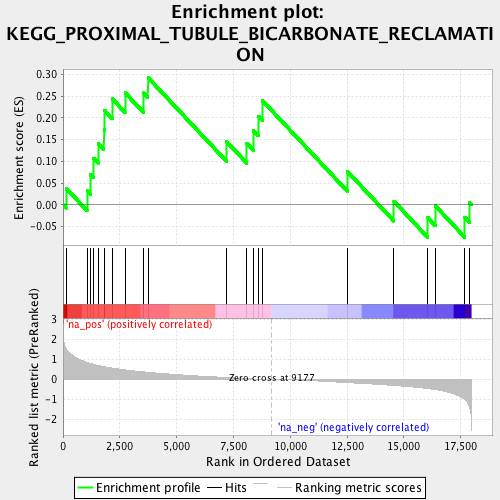 Enrichment plot:
KEGG_PROXIMAL_TUBULE_BICARBONATE_RECLAMATI
ON
Enrichment score (ES)
0.30
0.25
0.20
0.15
0.10
0.05
0.00
-0.05
'na_pos' (positively correlated)
Ranked list metric (PreRanked)
3
2
1
0
-1
-2
Zero cross at 9177
'na_neg' (negatively correlated)
0
2,500
5,000
7,500
10,000
12,500
15,000
17,500
Rank in Ordered Dataset
Enrichment profile
Hits
Ranking metric scores